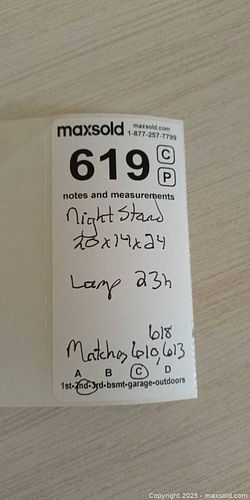 maxsold maxsold.com
1-877-257-7799
619 C
P
notes and measurements
Night Stand
20x14x24
Lamp 23h
618
Matches 610, 613
A B C D
1st-2nd-3rd-bsmt-garage-outdoors
Copyright 2025 - maxsold.com